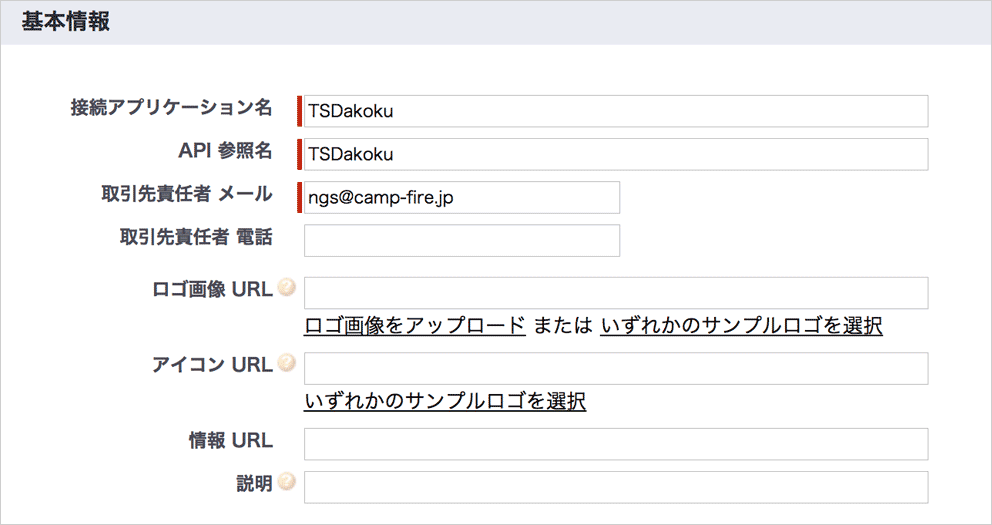 基本情報
接続アプリケーション名 TSDakoku
API 参照名 TSDakoku
取引先責任者 メール ngs@camp-fire.jp
取引先責任者 電話
ロゴ画像 URL ?
ロゴ画像をアップロード または いずれかのサンプルロゴを選択
アイコン URL ?
いずれかのサンプルロゴを選択
情報 URL
説明 ?